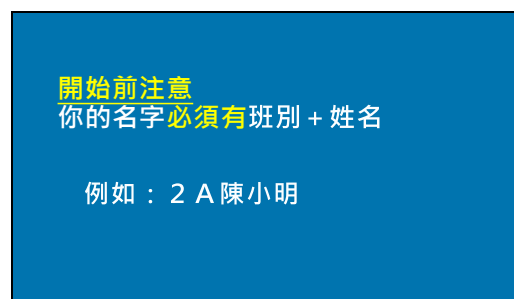 開始前注意
你的名字必須有班別+姓名
例如：２Ａ陳小明